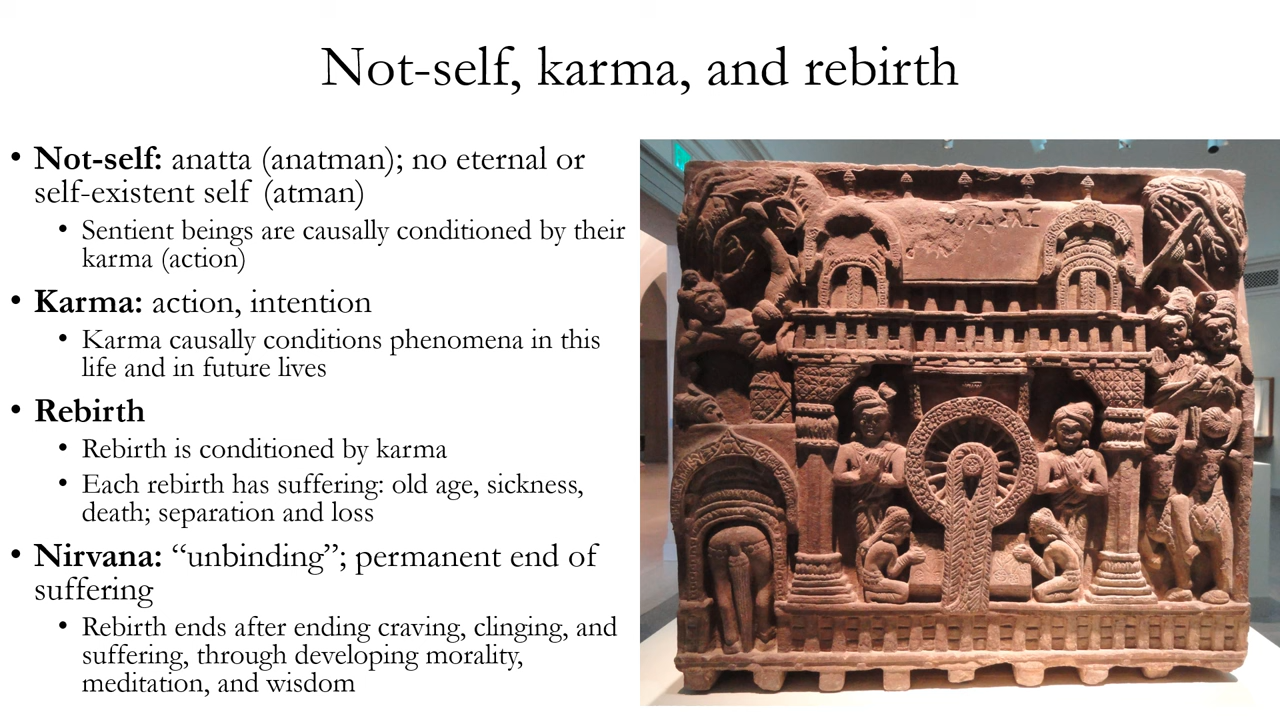 Not-self, karma, and rebirth
• Not-self: anatta (anatman); no eternal or
self-existent self (atman)
• Sentient beings are causally conditioned by their
karma (action)
• Karma: action, intention
• Karma causally conditions phenomena in this
life and in future lives
• Rebirth
• Rebirth is conditioned by karma
• Each rebirth has suffering: old age, sickness,
death; separation and loss
• Nirvana: “unbinding”; permanent end of
suffering
• Rebirth ends after ending craving, clinging, and
suffering, through developing morality,
meditation, and wisdom